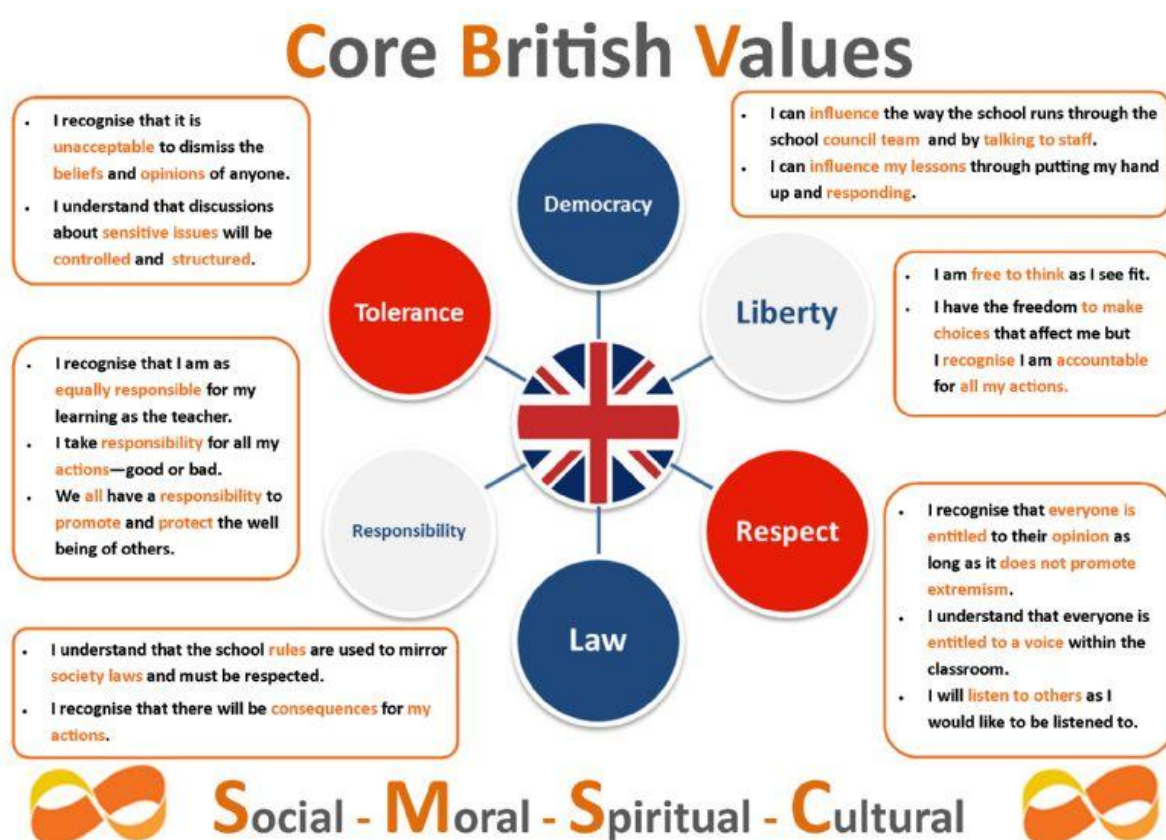 Core British Values
• I recognise that it is
unacceptable to dismiss the
beliefs and opinions of anyone.
• I understand that discussions
about sensitive issues will be
controlled and structured.
Democracy
• I can influence the way the school runs through the
school council team and by talking to staff.
• I can influence my lessons through putting my hand
up and responding.
Tolerance
Liberty
• I am free to think as I see fit.
• I have the freedom to make
choices that affect me but
I recognise I am accountable
for all my actions.
• I recognise that I am as
equally responsible for my
learning as the teacher.
• I take responsibility for all my
actions—good or bad.
• We all have a responsibility to
promote and protect the well
being of others.
Responsibility
Respect
• I recognise that everyone is
entitled to their opinion as
long as it does not promote
extremism.
• I understand that everyone is
entitled to a voice within the
classroom.
• I will listen to others as I
would like to be listened to.
Law
• I understand that the school rules are used to mirror
society laws and must be respected.
• I recognise that there will be consequences for my
actions.
Social - Moral - Spiritual - Cultural